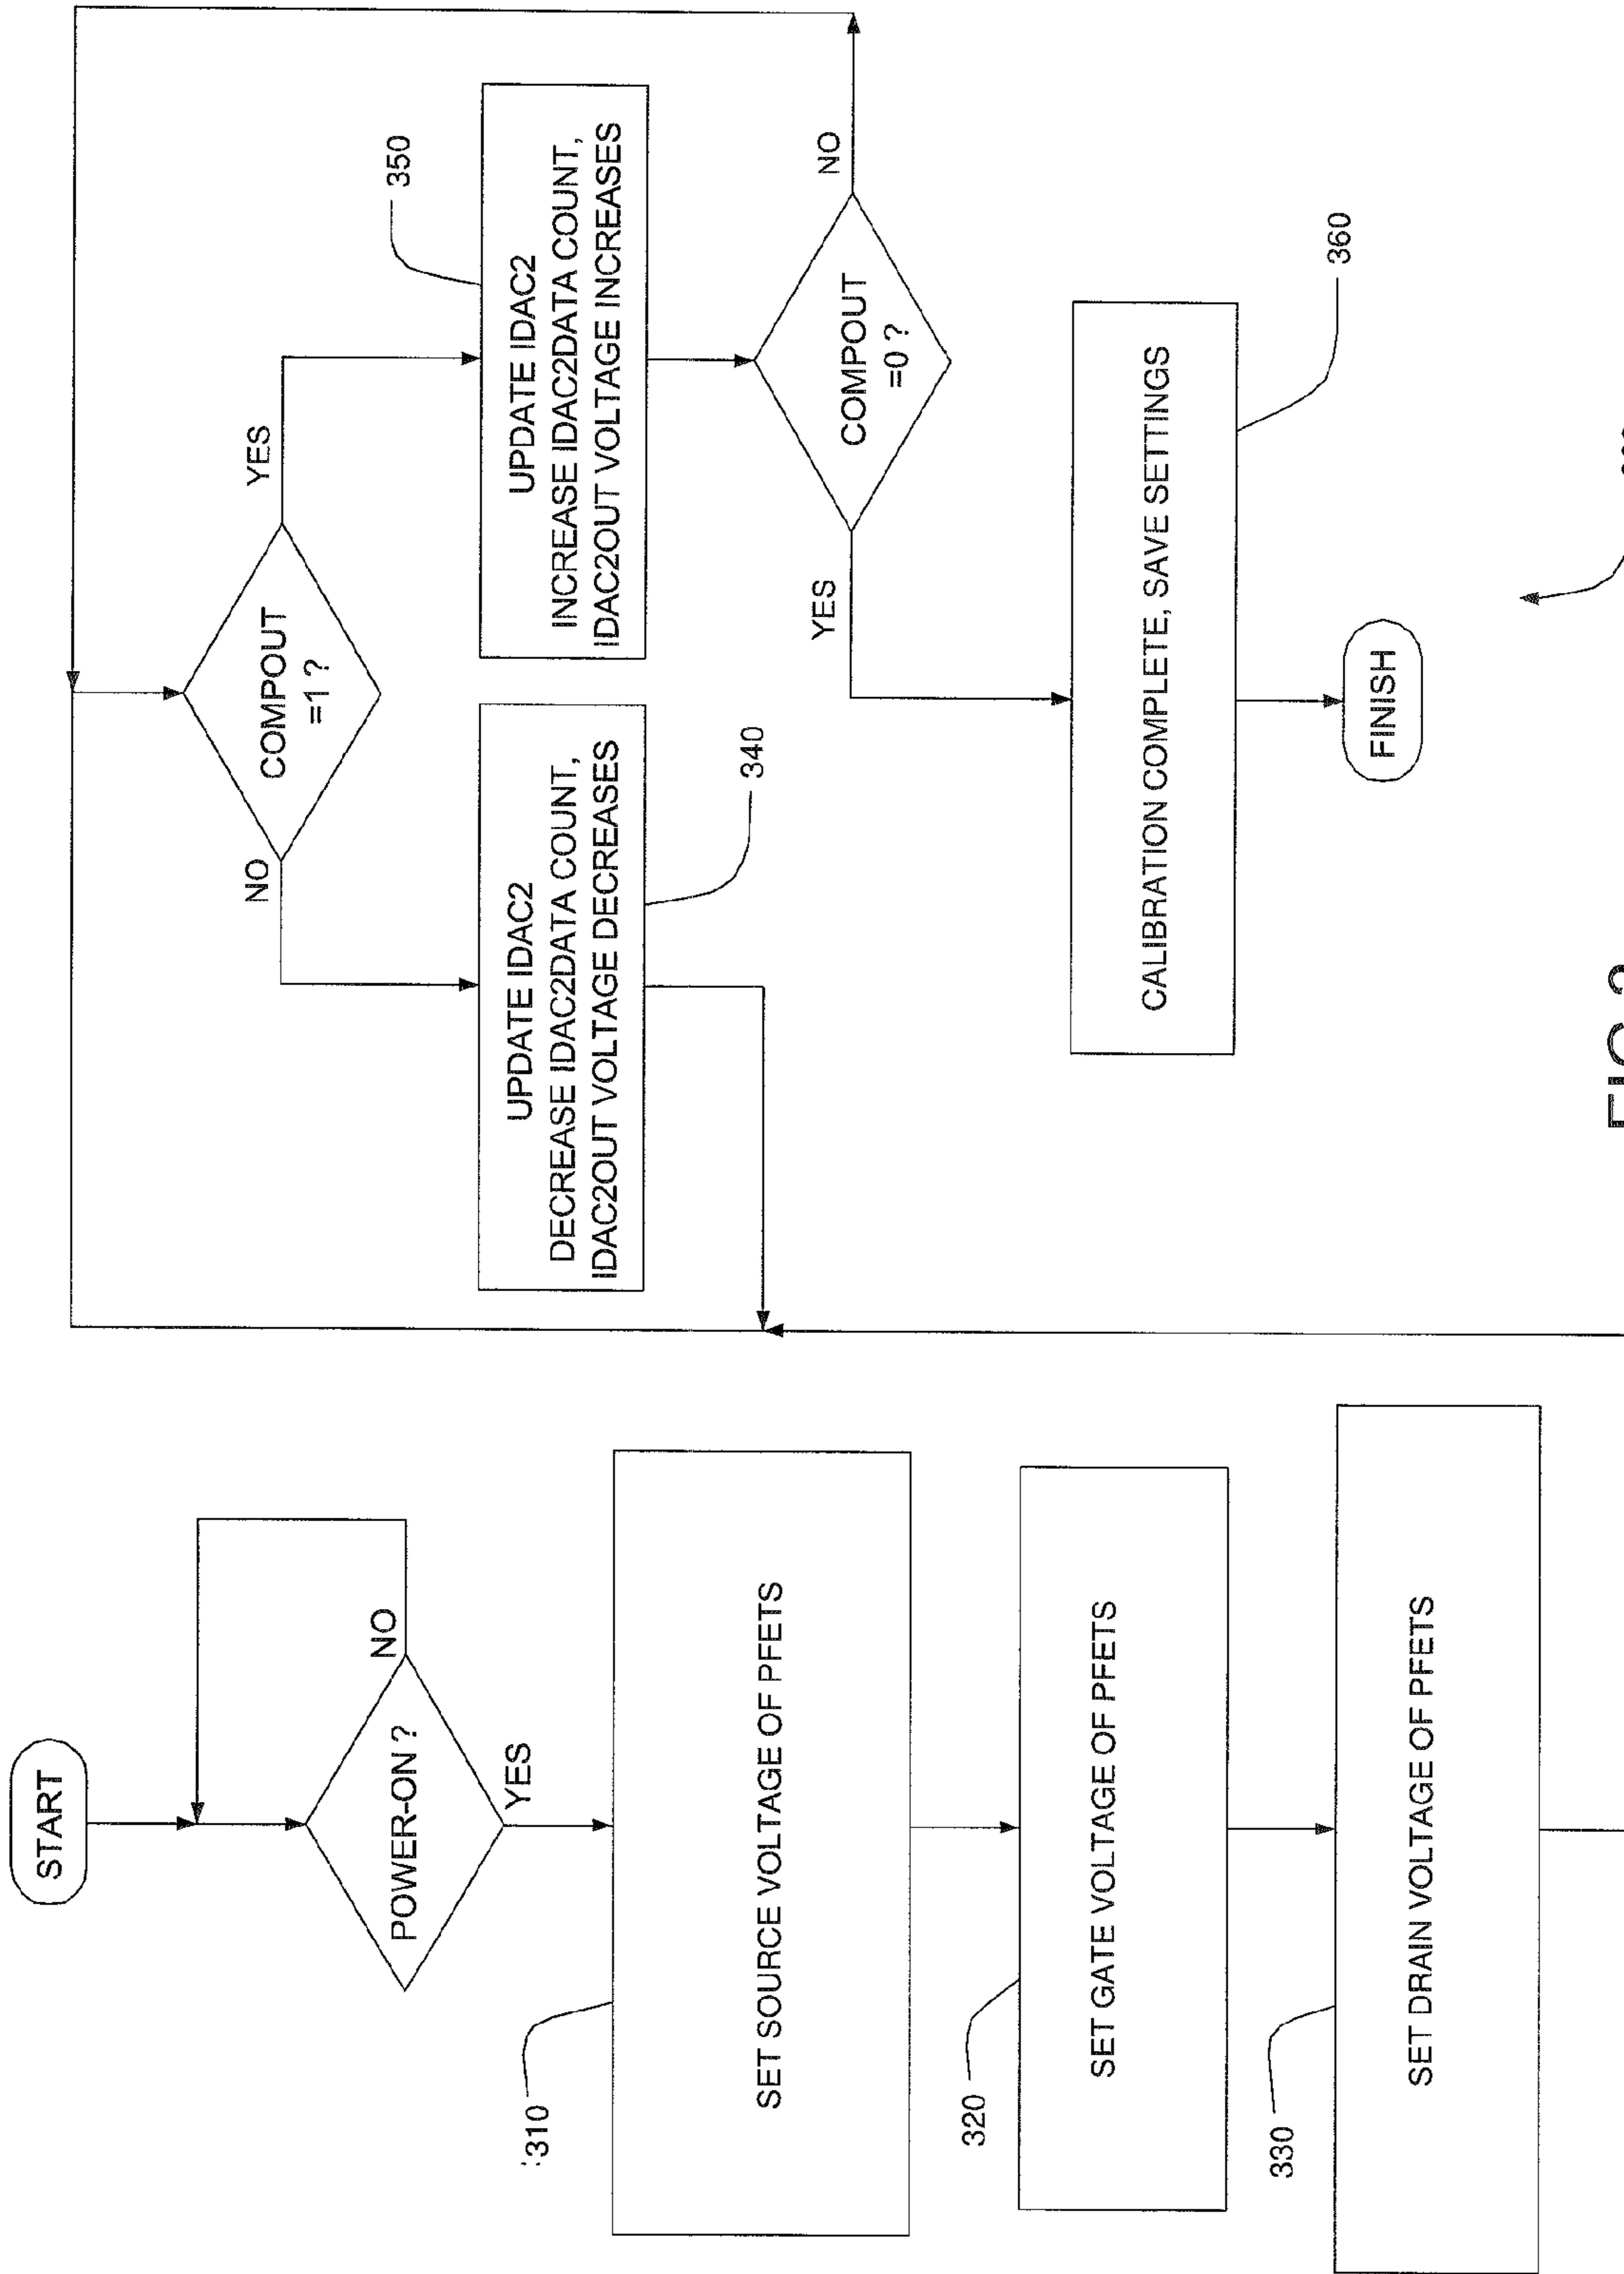 START
POWER-ON ?
NO
YES
310
SET SOURCE VOLTAGE OF PFETS
320
SET GATE VOLTAGE OF PFETS
330
SET DRAIN VOLTAGE OF PFETS
COMPOUT
=1 ?
NO
YES
UPDATE IDAC2
DECREASE IDAC2DATA COUNT,
IDAC2OUT VOLTAGE DECREASES
340
350
UPDATE IDAC2
INCREASE IDAC2DATA COUNT,
IDAC2OUT VOLTAGE INCREASES
COMPOUT
=0 ?
YES
NO
CALIBRATION COMPLETE, SAVE SETTINGS
360
FINISH